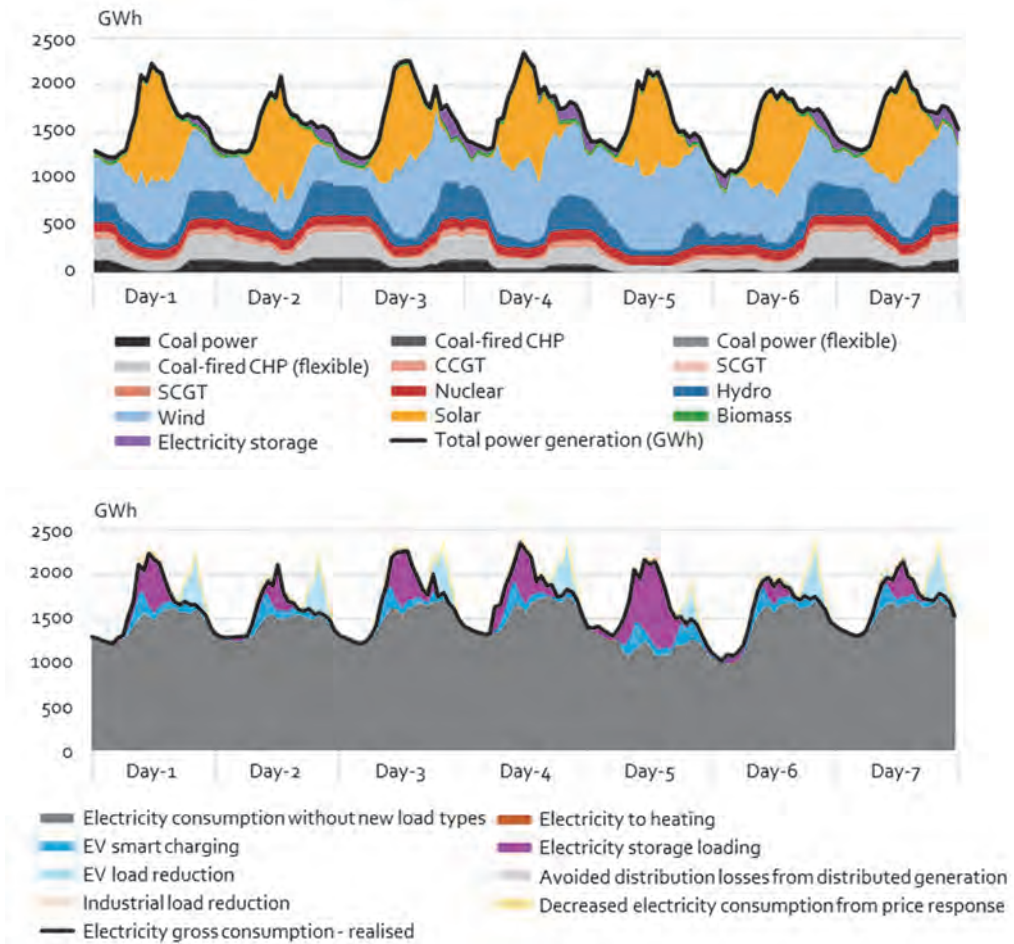 GWh
2500
2000
1500
1000
500
0
Day-1 Day-2 Day-3 Day-4 Day-5 Day-6 Day-7
Coal power Coal-fired CHP Coal power (flexible)
Coal-fired CHP (flexible) CCGT SCGT
SCGT Nuclear Hydro
Wind Solar Biomass
Electricity storage Total power generation (GWh)
GWh
2500
2000
1500
1000
500
0
Day-1 Day-2 Day-3 Day-4 Day-5 Day-6 Day-7
Electricity consumption without new load types Electricity to heating
EV smart charging Electricity storage loading
EV load reduction Avoided distribution losses from distributed generation
Industrial load reduction Decreased electricity consumption from price response
Electricity gross consumption - realised